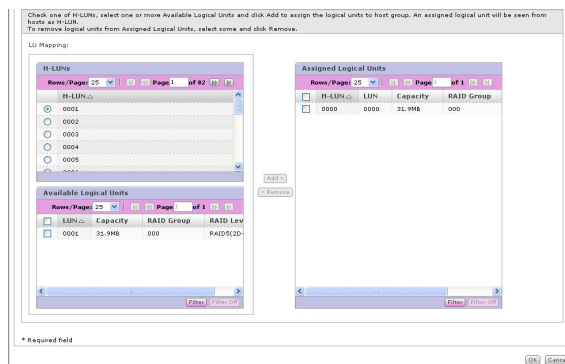 Check one of H-LUNs, select one or more Available Logical Units and click Add to assign the logical units to host group. An assigned logical unit will be seen from
hosts as H-LUN.
To remove logical units from Assigned Logical Units, select some and click Remove.
LU Mapping:
H-LUNs
Rows/Page: 25 Page 1 of 82
H-LUN
0001
0002
0003
0004
0005
Available Logical Units
Rows/Page: 25 Page 1 of 1
LUN Capacity RAID Group RAID Lev
0001 31.9MB 000 RAID5(2D+
Filter Filter Off
Add >
< Remove
Assigned Logical Units
Rows/Page: 25 Page 1 of 1
H-LUN LUN Capacity RAID Group
0000 0000 31.9MB 000
Filter Filter Off
* Required field
OK Cance